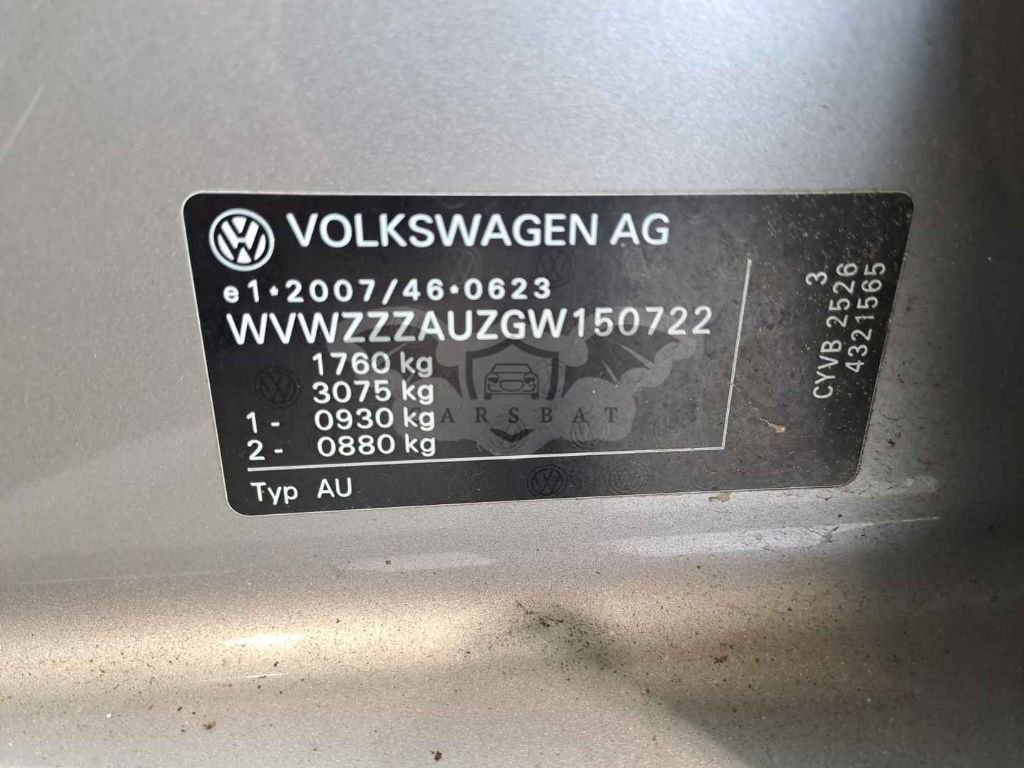 VOLKSWAGEN AG
e1*2007/46*0623
WVWZZZAUZGW150722
1760 kg
3075 kg
1- 0930 kg
2- 0880 kg
Typ AU
3
CYVB 2526
4321565
CARSBAT